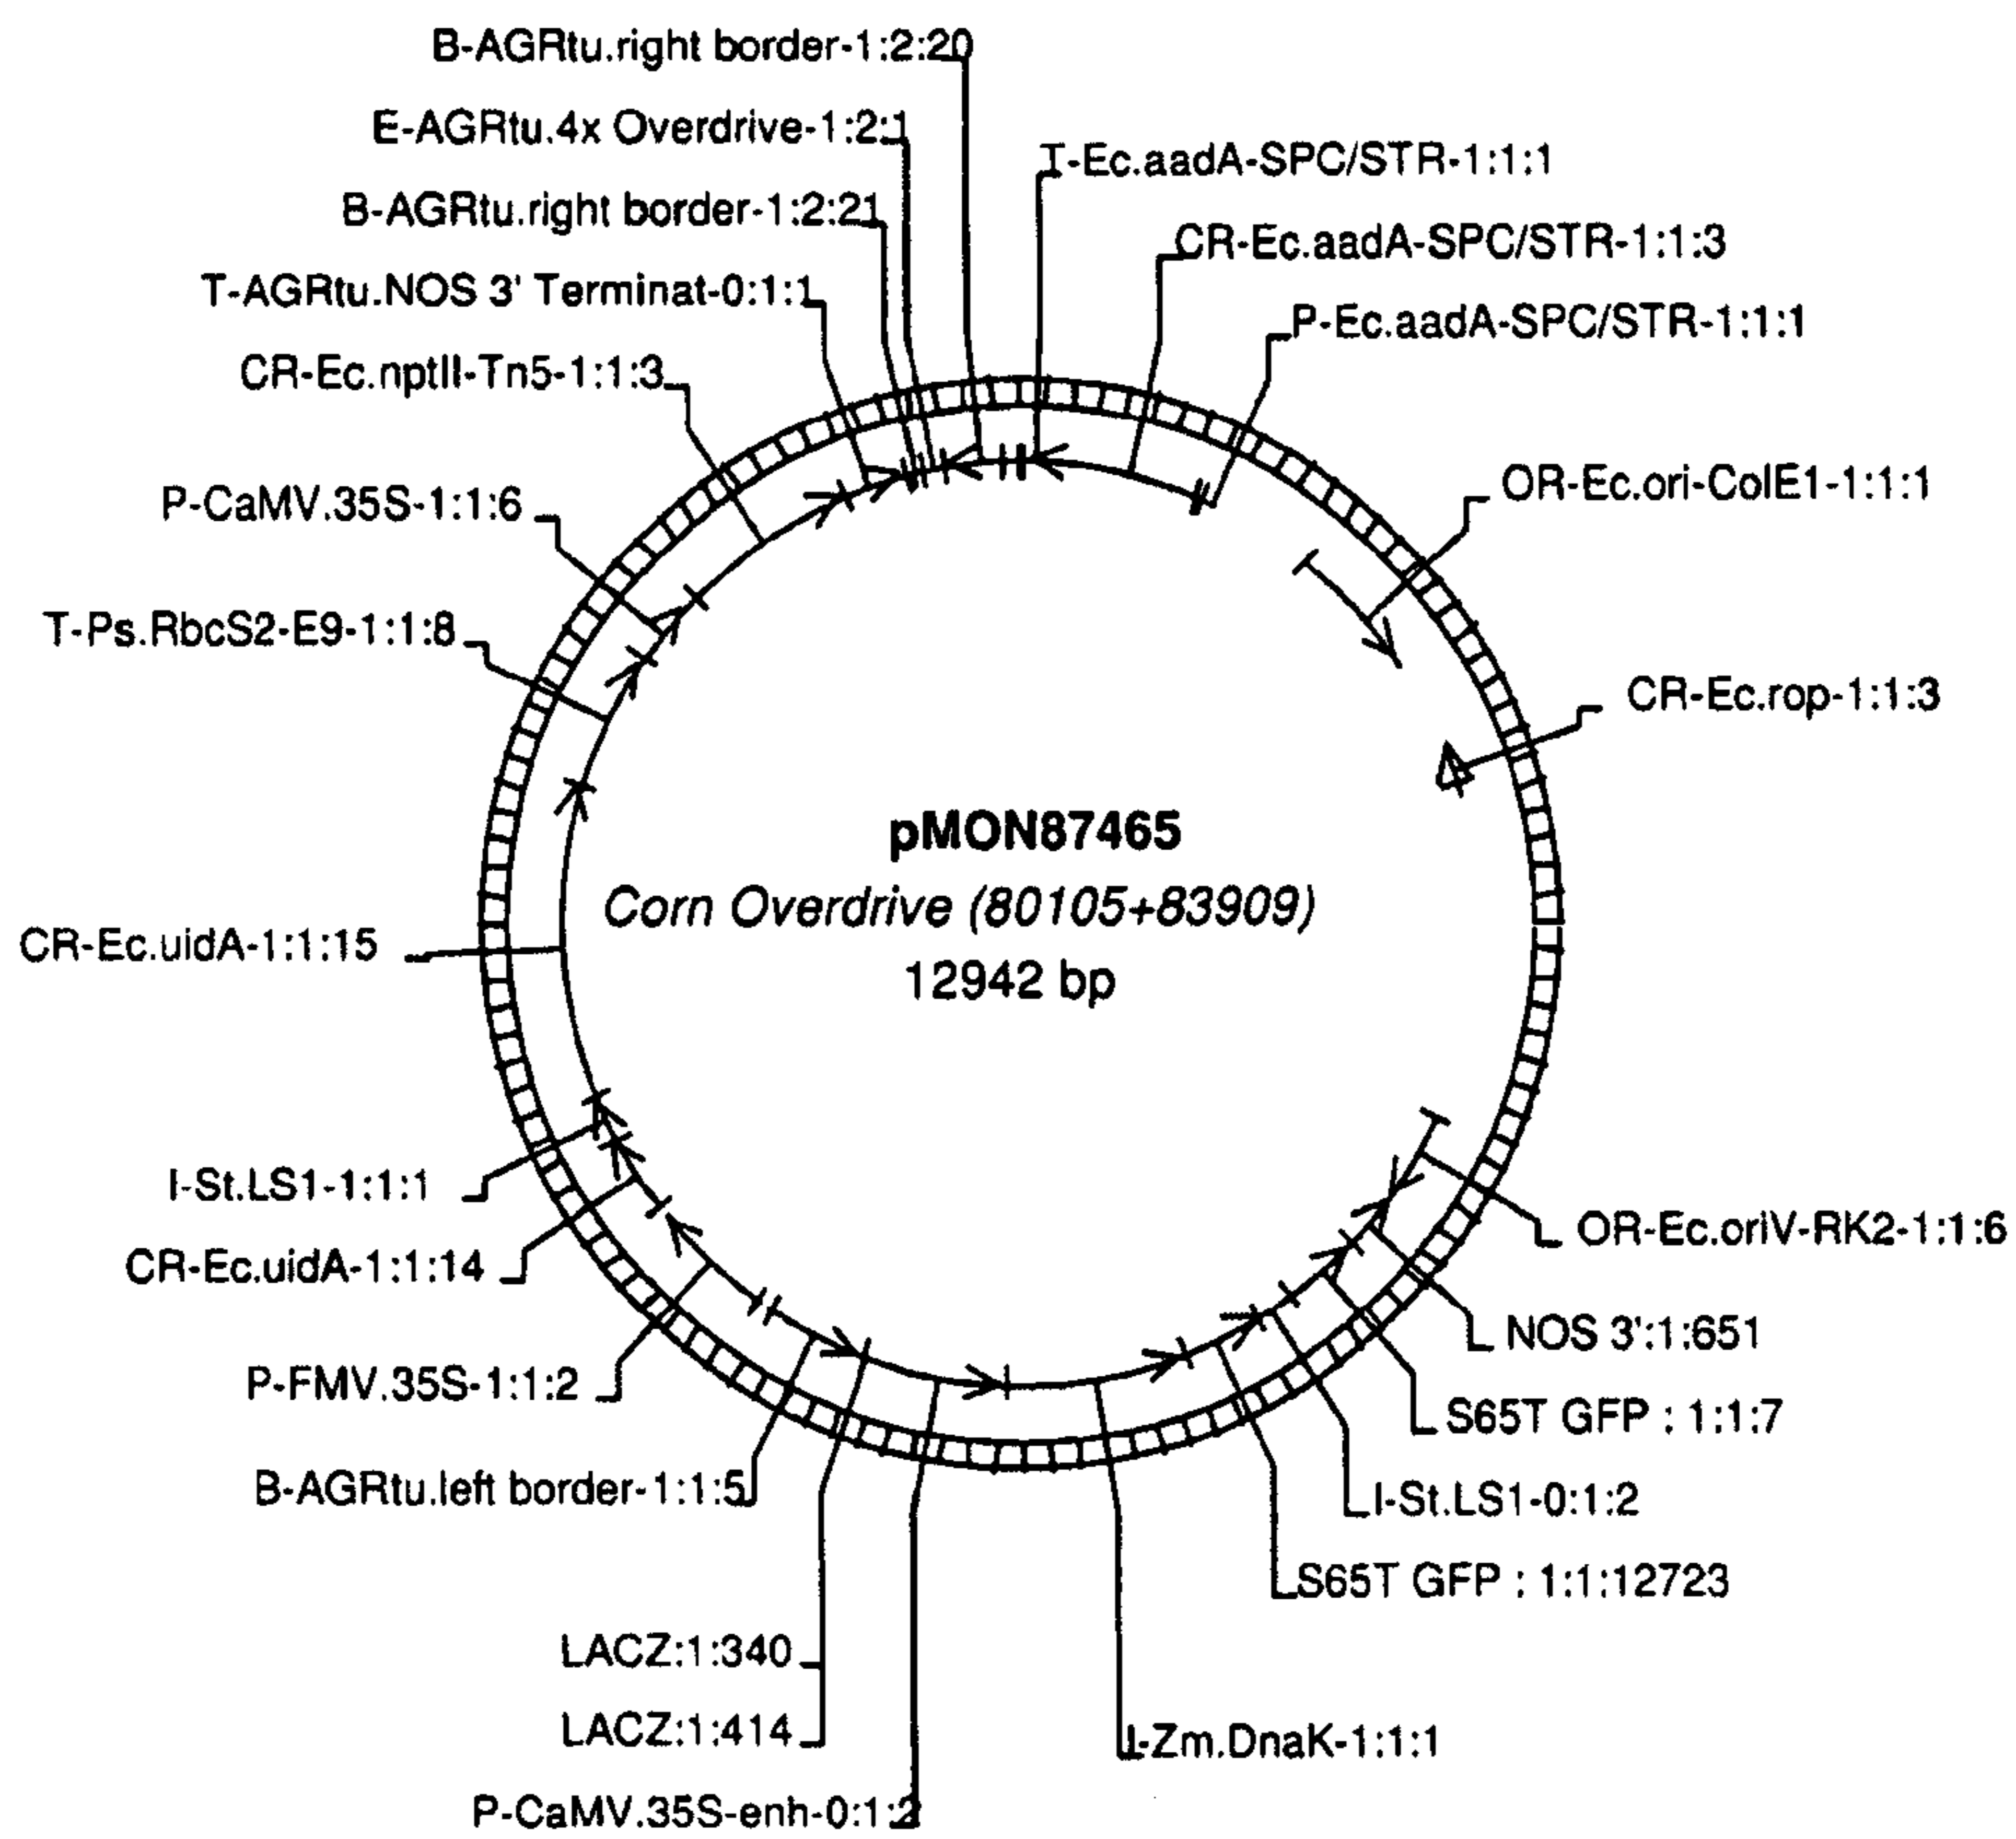 B-AGRtu.right border-1:2:20
E-AGRtu.4x Overdrive-1:2:1
B-AGRtu.right border-1:2:21
T-AGRtu.NOS 3' Terminat-0:1:1
CR-Ec.nptII-Tn5-1:1:3
P-CaMV.35S-1:1:6
T-Ps.RbcS2-E9-1:1:8
CR-Ec.uidA-1:1:15
I-St.LS1-1:1:1
CR-Ec.uidA-1:1:14
P-FMV.35S-1:1:2
B-AGRtu.left border-1:1:5
LACZ:1:340
LACZ:1:414
P-CaMV.35S-enh-0:1:2
T-Ec.aadA-SPC/STR-1:1:1
CR-Ec.aadA-SPC/STR-1:1:3
P-Ec.aadA-SPC/STR-1:1:1
OR-Ec.ori-ColE1-1:1:1
CR-Ec.rop-1:1:3
pMON87465
Corn Overdrive (80105+83909)
12942 bp
OR-Ec.oriV-RK2-1:1:6
NOS 3':1:651
S65T GFP : 1:1:7
I-St.LS1-0:1:2
S65T GFP : 1:1:12723
I-Zm.DnaK-1:1:1